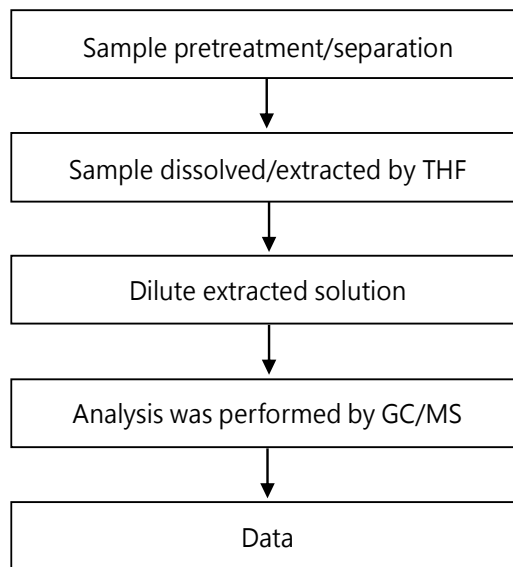 Sample pretreatment/separation
Sample dissolved/extracted by THF
Dilute extracted solution
Analysis was performed by GC/MS
Data